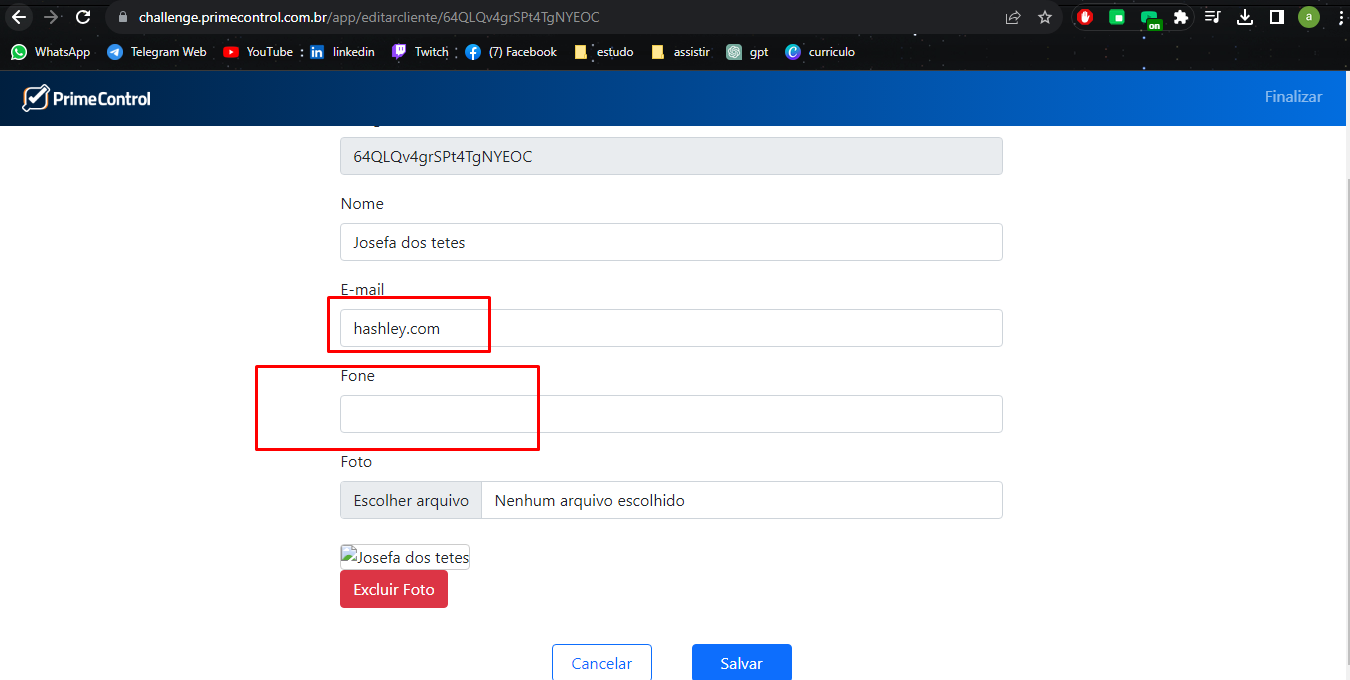 challenge.primecontrol.com.br/app/editarcliente/64QLQv4grSPt4TgNYEOC
on
a
WhatsApp Telegram Web YouTube : linkedin Twitch : (7) Facebook estudo assistir gpt curriculo
PrimeControl Finalizar
64QLQv4grSPt4TgNYEOC
Nome
Josefa dos tetes
E-mail
hashley.com
Fone
Foto
Escolher arquivo Nenhum arquivo escolhido
Josefa dos tetes
Excluir Foto
Cancelar Salvar